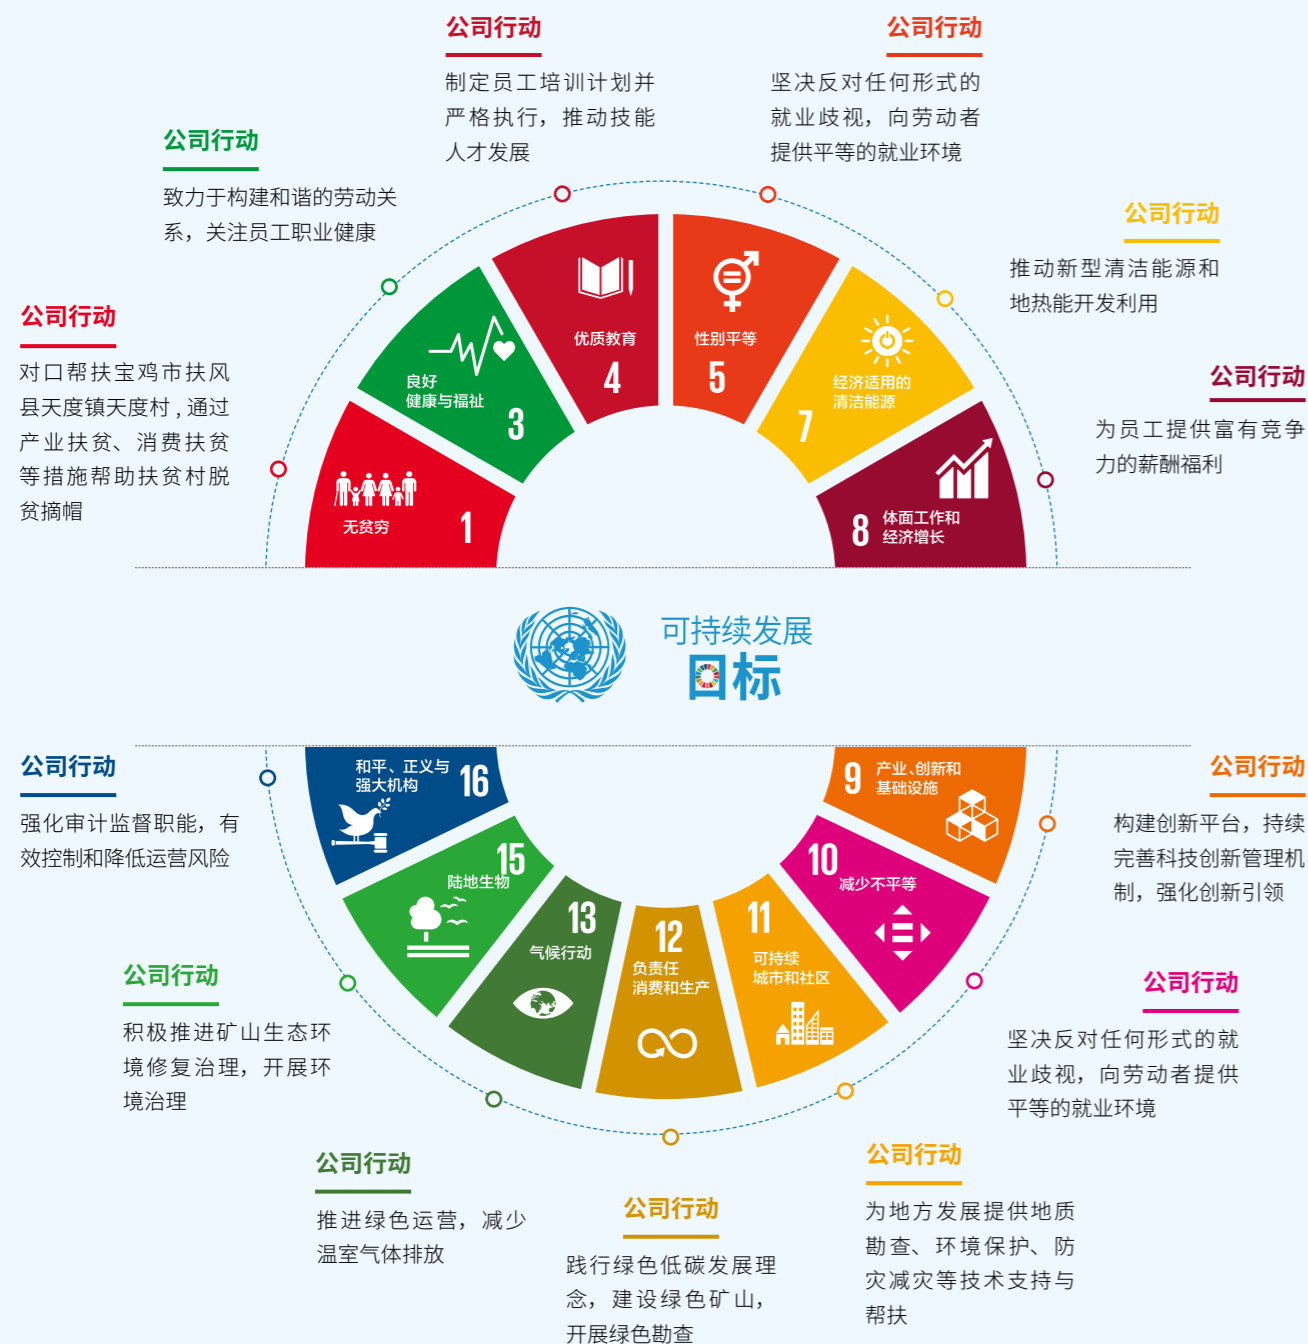 公司行动
对口帮扶宝鸡市扶风
县天度镇天度村，通过
产业扶贫、消费扶贫
等措施帮助扶贫村脱
贫摘帽
无贫穷
1
公司行动
致力于构建和谐的劳动关
系，关注员工职业健康
良好
健康与福祉
3
公司行动
制定员工培训计划并
严格执行，推动技能
人才发展
优质教育
4
公司行动
坚决反对任何形式的
就业歧视，向劳动者
提供平等的就业环境
性别平等
5
公司行动
推动新型清洁能源和
地热能开发利用
经济适用的
清洁能源
7
公司行动
为员工提供富有竞争
力的薪酬福利
8
体面工作和
经济增长
可持续发展
目标
公司行动
强化审计监督职能，有
效控制和降低运营风险
和平、正义与
强大机构
16
9
产业、创新和
基础设施
公司行动
构建创新平台，持续
完善科技创新管理机
制，强化创新引领
15
陆地生物
公司行动
积极推进矿山生态环
境修复治理，开展环
境治理
10
减少不平等
公司行动
坚决反对任何形式的就
业歧视，向劳动者提供
平等的就业环境
13
气候行动
公司行动
推进绿色运营，减少
温室气体排放
12
负责任
消费和生产
公司行动
践行绿色低碳发展理
念，建设绿色矿山，
开展绿色勘查
11
可持续
城市和社区
公司行动
为地方发展提供地质
勘查、环境保护、防
灾减灾等技术支持与
帮扶